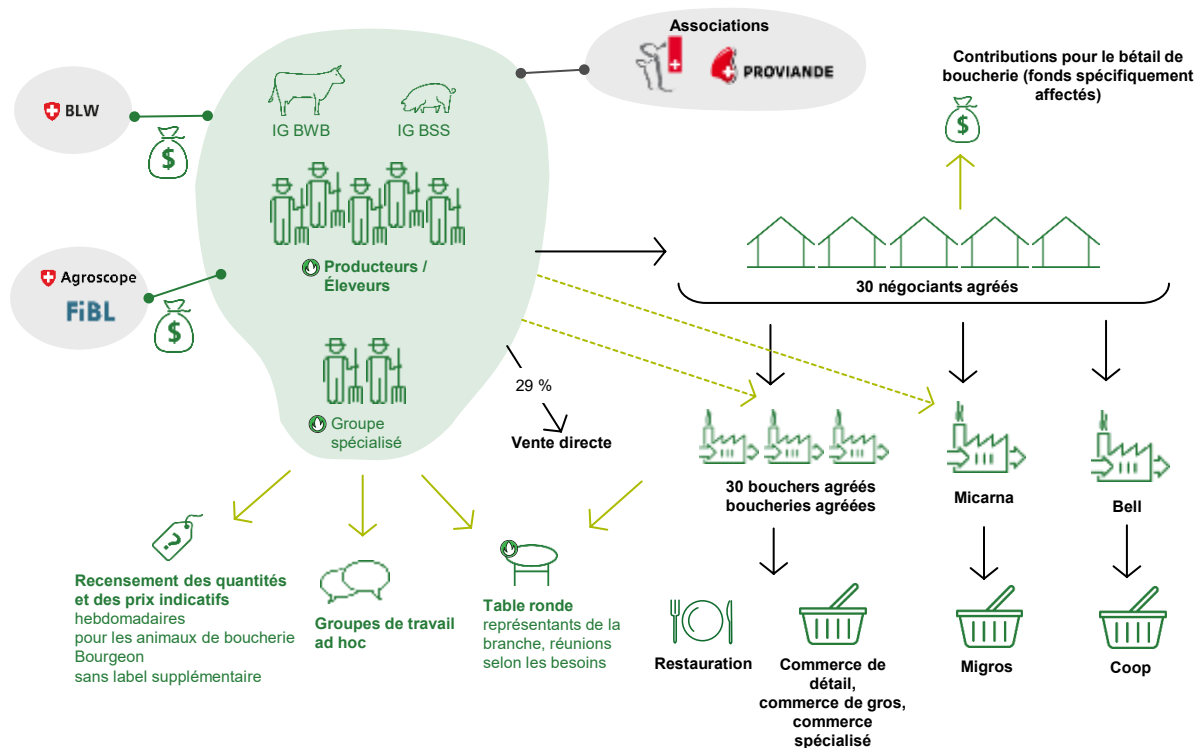 Associations
PROVIANDE
Contributions pour le bétail de
boucherie (fonds spécifiquement
affectés)
BLW
$
$
IG BWB
IG BSS
Agroscope
FiBL
$
Producteurs /
Éleveurs
30 négociants agréés
Groupe
spécialisé
29 %
Vente directe
30 bouchers agréés
boucheries agréées
Micarna
Bell
?
Recensement des quantités
et des prix indicatifs
hebdomadaires
pour les animaux de boucherie
Bourgeon
sans label supplémentaire
Groupes de travail
ad hoc
Table ronde
représentants de la
branche, réunions
selon les besoins
Restauration
Commerce de
détail,
commerce de gros,
commerce
spécialisé
Migros
Coop